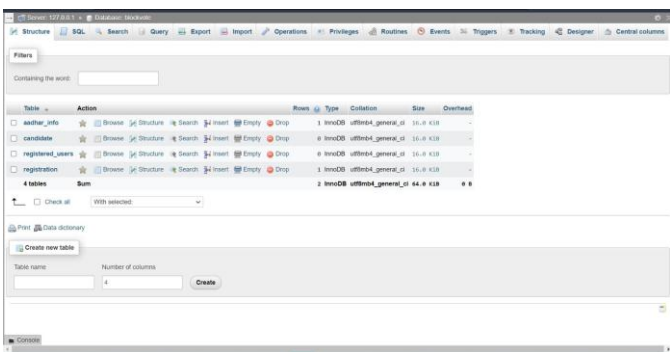 Server: 127.0.0.1 » Database: blockvote
Structure SQL Search Query Export Import Operations Privileges Routines Events Triggers Tracking Designer Central columns
Filters
Containing the word:
Table Action Rows Type Collation Size Overhead
aadhar_info Browse Structure Search Insert Empty Drop 1 InnoDB utf8mb4_general_ci 16.0 KiB -
candidate Browse Structure Search Insert Empty Drop 0 InnoDB utf8mb4_general_ci 16.0 KiB -
registered_users Browse Structure Search Insert Empty Drop 0 InnoDB utf8mb4_general_ci 16.0 KiB -
registration Browse Structure Search Insert Empty Drop 1 InnoDB utf8mb4_general_ci 16.0 KiB -
4 tables Sum 2 InnoDB utf8mb4_general_ci 64.0 KiB 0 B
Check all With selected:
Print Data dictionary
Create new table
Table name Number of columns
4 Create
Console